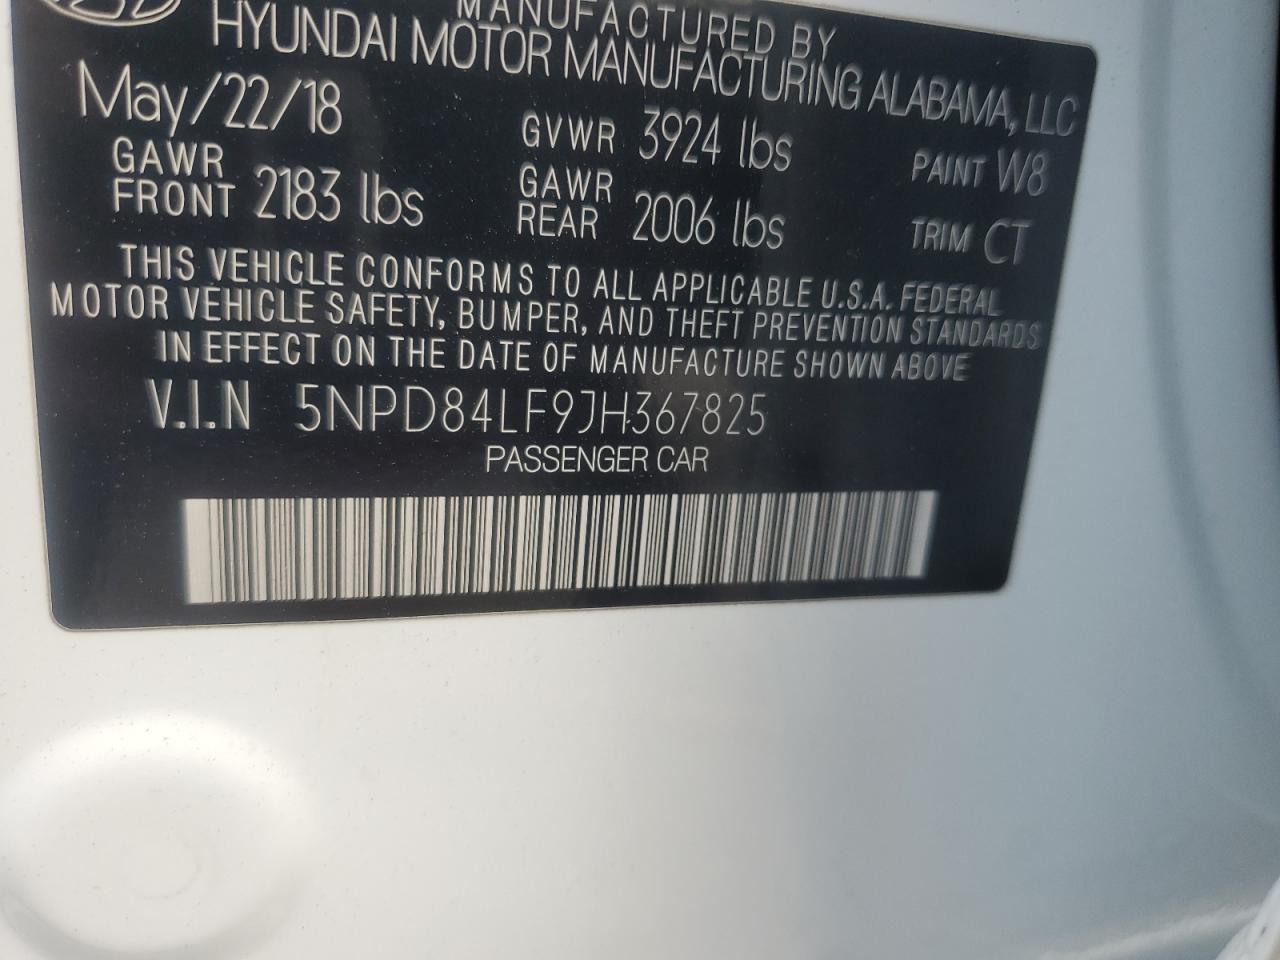 MANUFACTURED BY
HYUNDAI MOTOR MANUFACTURING ALABAMA, LLC
May/22/18 GVWR 3924 lbs PAINT W8
GAWR FRONT 2183 lbs GAWR REAR 2006 lbs TRIM CT
THIS VEHICLE CONFORMS TO ALL APPLICABLE U.S.A. FEDERAL
MOTOR VEHICLE SAFETY, BUMPER, AND THEFT PREVENTION STANDARDS
IN EFFECT ON THE DATE OF MANUFACTURE SHOWN ABOVE
V.I.N 5NPD84LF9JH367825
PASSENGER CAR